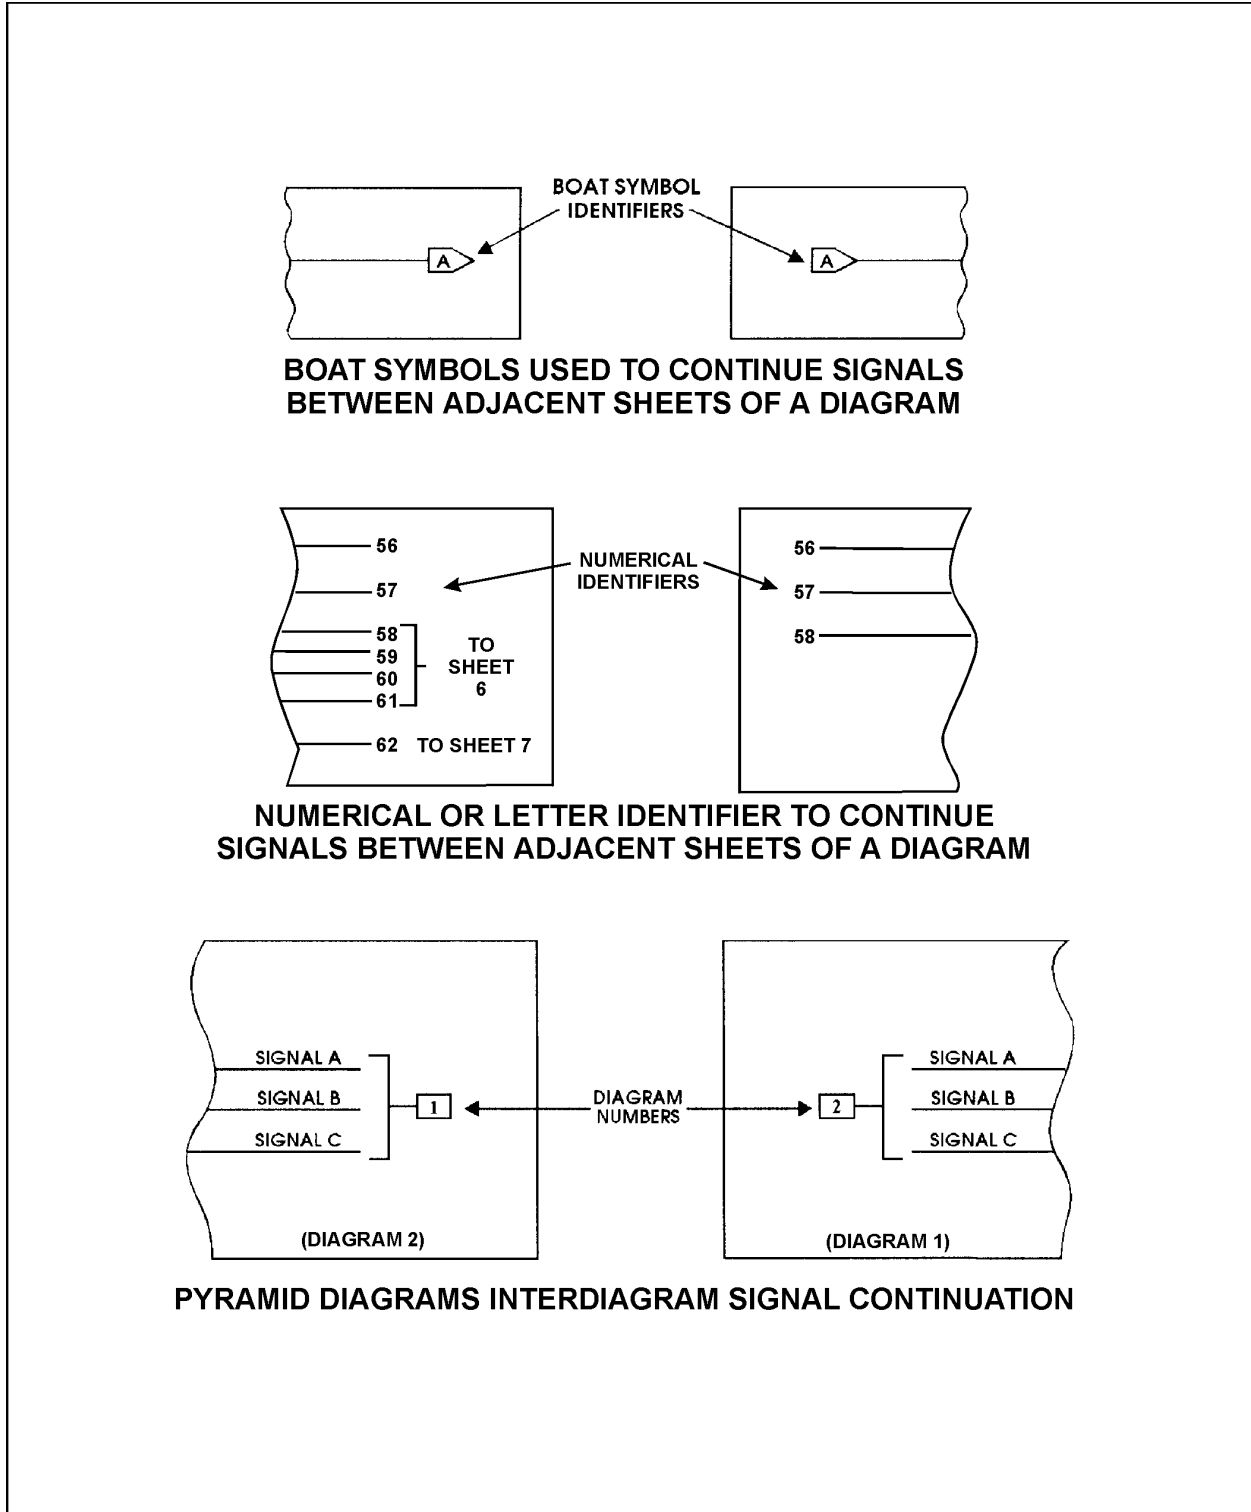 BOAT SYMBOL
IDENTIFIERS
A
A
BOAT SYMBOLS USED TO CONTINUE SIGNALS
BETWEEN ADJACENT SHEETS OF A DIAGRAM
56
57
58
59
60
61
62
TO
SHEET
6
TO SHEET 7
NUMERICAL
IDENTIFIERS
56
57
58
NUMERICAL OR LETTER IDENTIFIER TO CONTINUE
SIGNALS BETWEEN ADJACENT SHEETS OF A DIAGRAM
SIGNAL A
SIGNAL B
SIGNAL C
1
(DIAGRAM 2)
DIAGRAM
NUMBERS
2
SIGNAL A
SIGNAL B
SIGNAL C
(DIAGRAM 1)
PYRAMID DIAGRAMS INTERDIAGRAM SIGNAL CONTINUATION